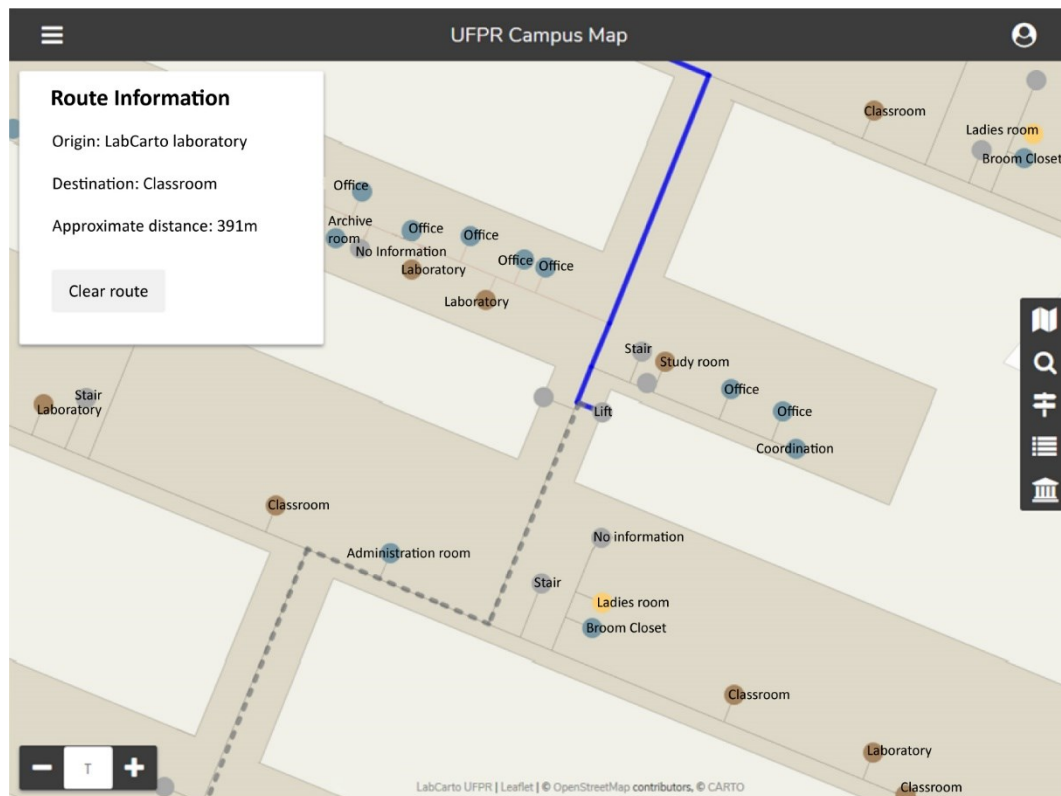 UFPR Campus Map
Route Information
Origin: LabCarto laboratory
Destination: Classroom
Approximate distance: 391m
Clear route
Classroom
Ladies room
Broom Closet
Office
Archive
room
No Information
Office
Office
Office
Office
Laboratory
Laboratory
Stair
Study room
Office
Office
Lift
Coordination
Stair
Laboratory
Classroom
Administration room
No information
Stair
Ladies room
Broom Closet
Classroom
Laboratory
Classroom
T
LabCarto UFPR | Leaflet | © OpenStreetMap contributors, © CARTO